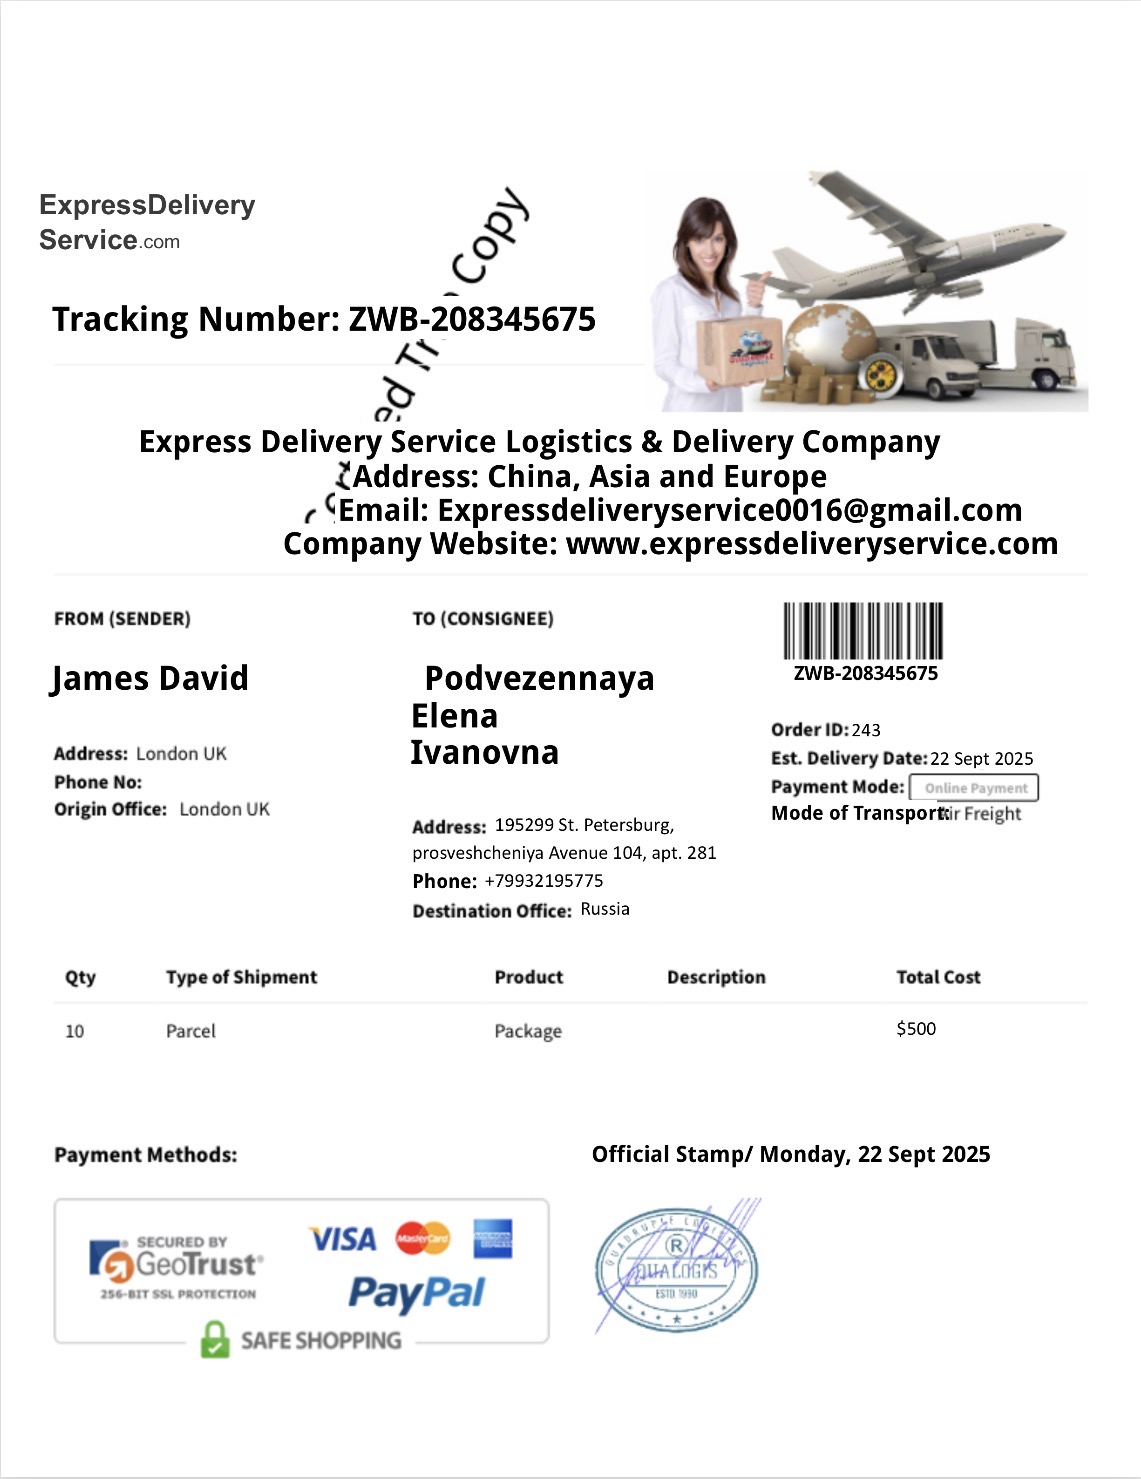 ExpressDelivery
Service.com
Copy
Tracking Number: ZWB-208345675
ed Tr
Express Delivery Service Logistics & Delivery Company
Address: China, Asia and Europe
Email: Expressdeliveryservice0016@gmail.com
Company Website: www.expressdeliveryservice.com
FROM (SENDER)
James David
Address: London UK
Phone No:
Origin Office: London UK
TO (CONSIGNEE)
Podvezennaya
Elena
Ivanovna
Address: 195299 St. Petersburg,
prosveshcheniya Avenue 104, apt. 281
Phone: +79932195775
Destination Office: Russia
ZWB-208345675
Order ID: 243
Est. Delivery Date: 22 Sept 2025
Payment Mode: Online Payment
Mode of Transport: Air Freight
Qty Type of Shipment Product Description Total Cost
10 Parcel Package $500
Payment Methods:
SECURED BY
GeoTrust®
256-BIT SSL PROTECTION
VISA MasterCard AMERICAN EXPRESS
PayPal
SAFE SHOPPING
Official Stamp/ Monday, 22 Sept 2025
QUADRUPLE LOGISTICS
®
QUALOGIS
ESTD. 1990